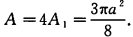 A = 4A₁ = 3πa²/8.